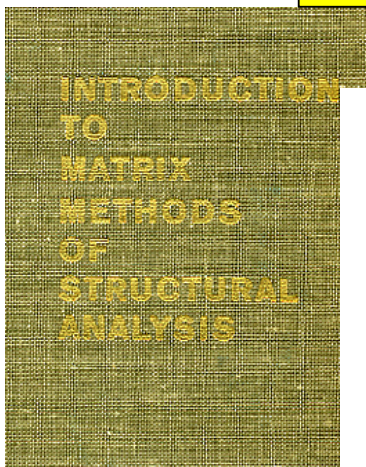 INTRODUCTION
TO
MATRIX
METHODS
OF
STRUCTURAL
ANALYSIS